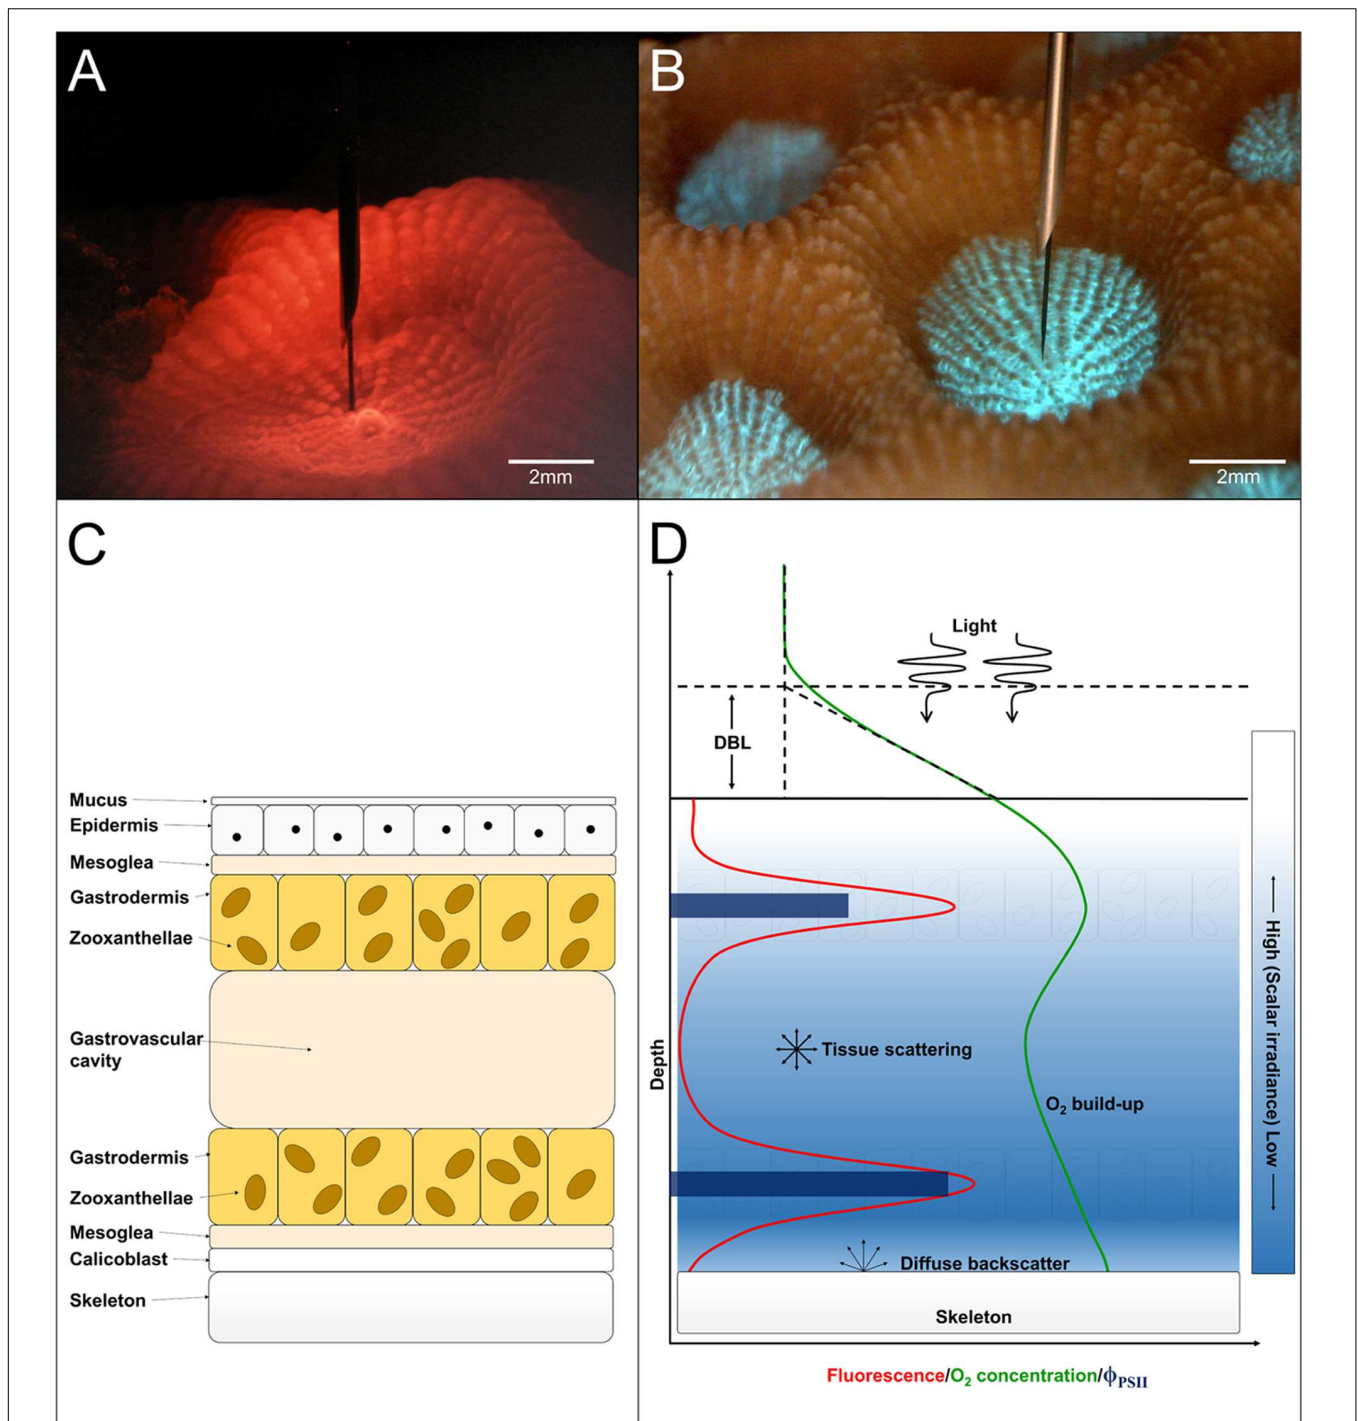 A
2mm
B
2mm
C
Mucus
Epidermis
Mesoglea
Gastrodermis
Zooxanthellae
Gastrovascular
cavity
Gastrodermis
Zooxanthellae
Mesoglea
Calicoblast
Skeleton
D
Light
DBL
Depth
Tissue scattering
O₂ build-up
Diffuse backscatter
Skeleton
High (Scalar irradiance) Low
Fluorescence/O₂ concentration/ϕPSII